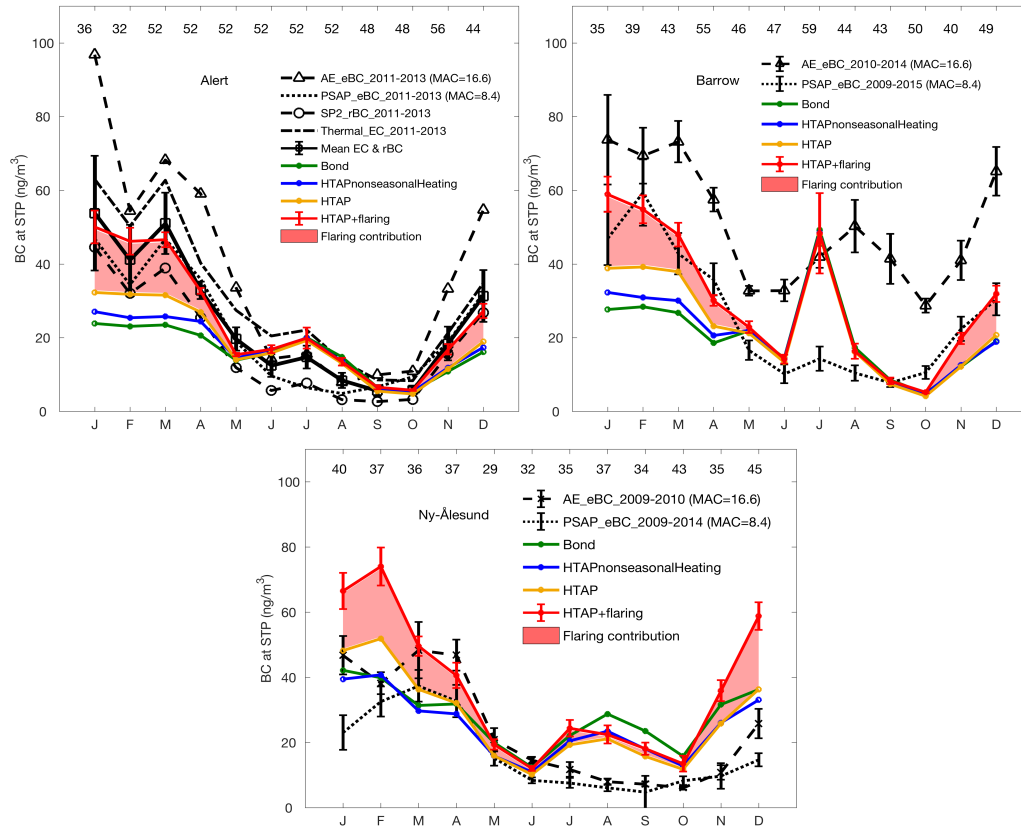 100
80
60
40
20
0
BC at STP (ng/m³)
36 32 52 52 52 52 55 52 48 48 56 44
Alert
AE_eBC_2011-2013 (MAC=16.6)
PSAP_eBC_2011-2013 (MAC=8.4)
SP2_rBC_2011-2013
Thermal_EC_2011-2013
Mean EC & rBC
Bond
HTAPnonseasonalHeating
HTAP
HTAP+flaring
Flaring contribution
J F M A M J J A S O N D
100
80
60
40
20
0
BC at STP (ng/m³)
35 39 43 55 46 47 59 44 43 50 40 49
Barrow
AE_eBC_2010-2014 (MAC=16.6)
PSAP_eBC_2009-2015 (MAC=8.4)
Bond
HTAPnonseasonalHeating
HTAP
HTAP+flaring
Flaring contribution
J F M A M J J A S O N D
100
80
60
40
20
0
BC at STP (ng/m³)
40 37 36 37 29 32 35 37 34 43 35 45
Ny-Ålesund
AE_eBC_2009-2010 (MAC=16.6)
PSAP_eBC_2009-2014 (MAC=8.4)
Bond
HTAPnonseasonalHeating
HTAP
HTAP+flaring
Flaring contribution
J F M A M J J A S O N D